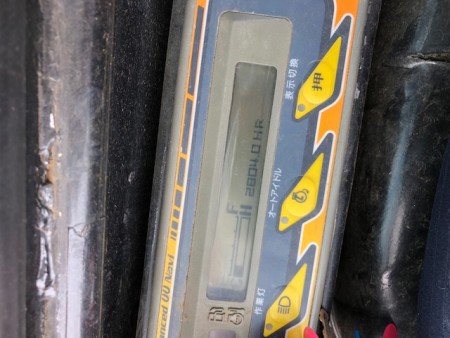 表示切換
押
オートアイドル
作業灯
2804.0 HR